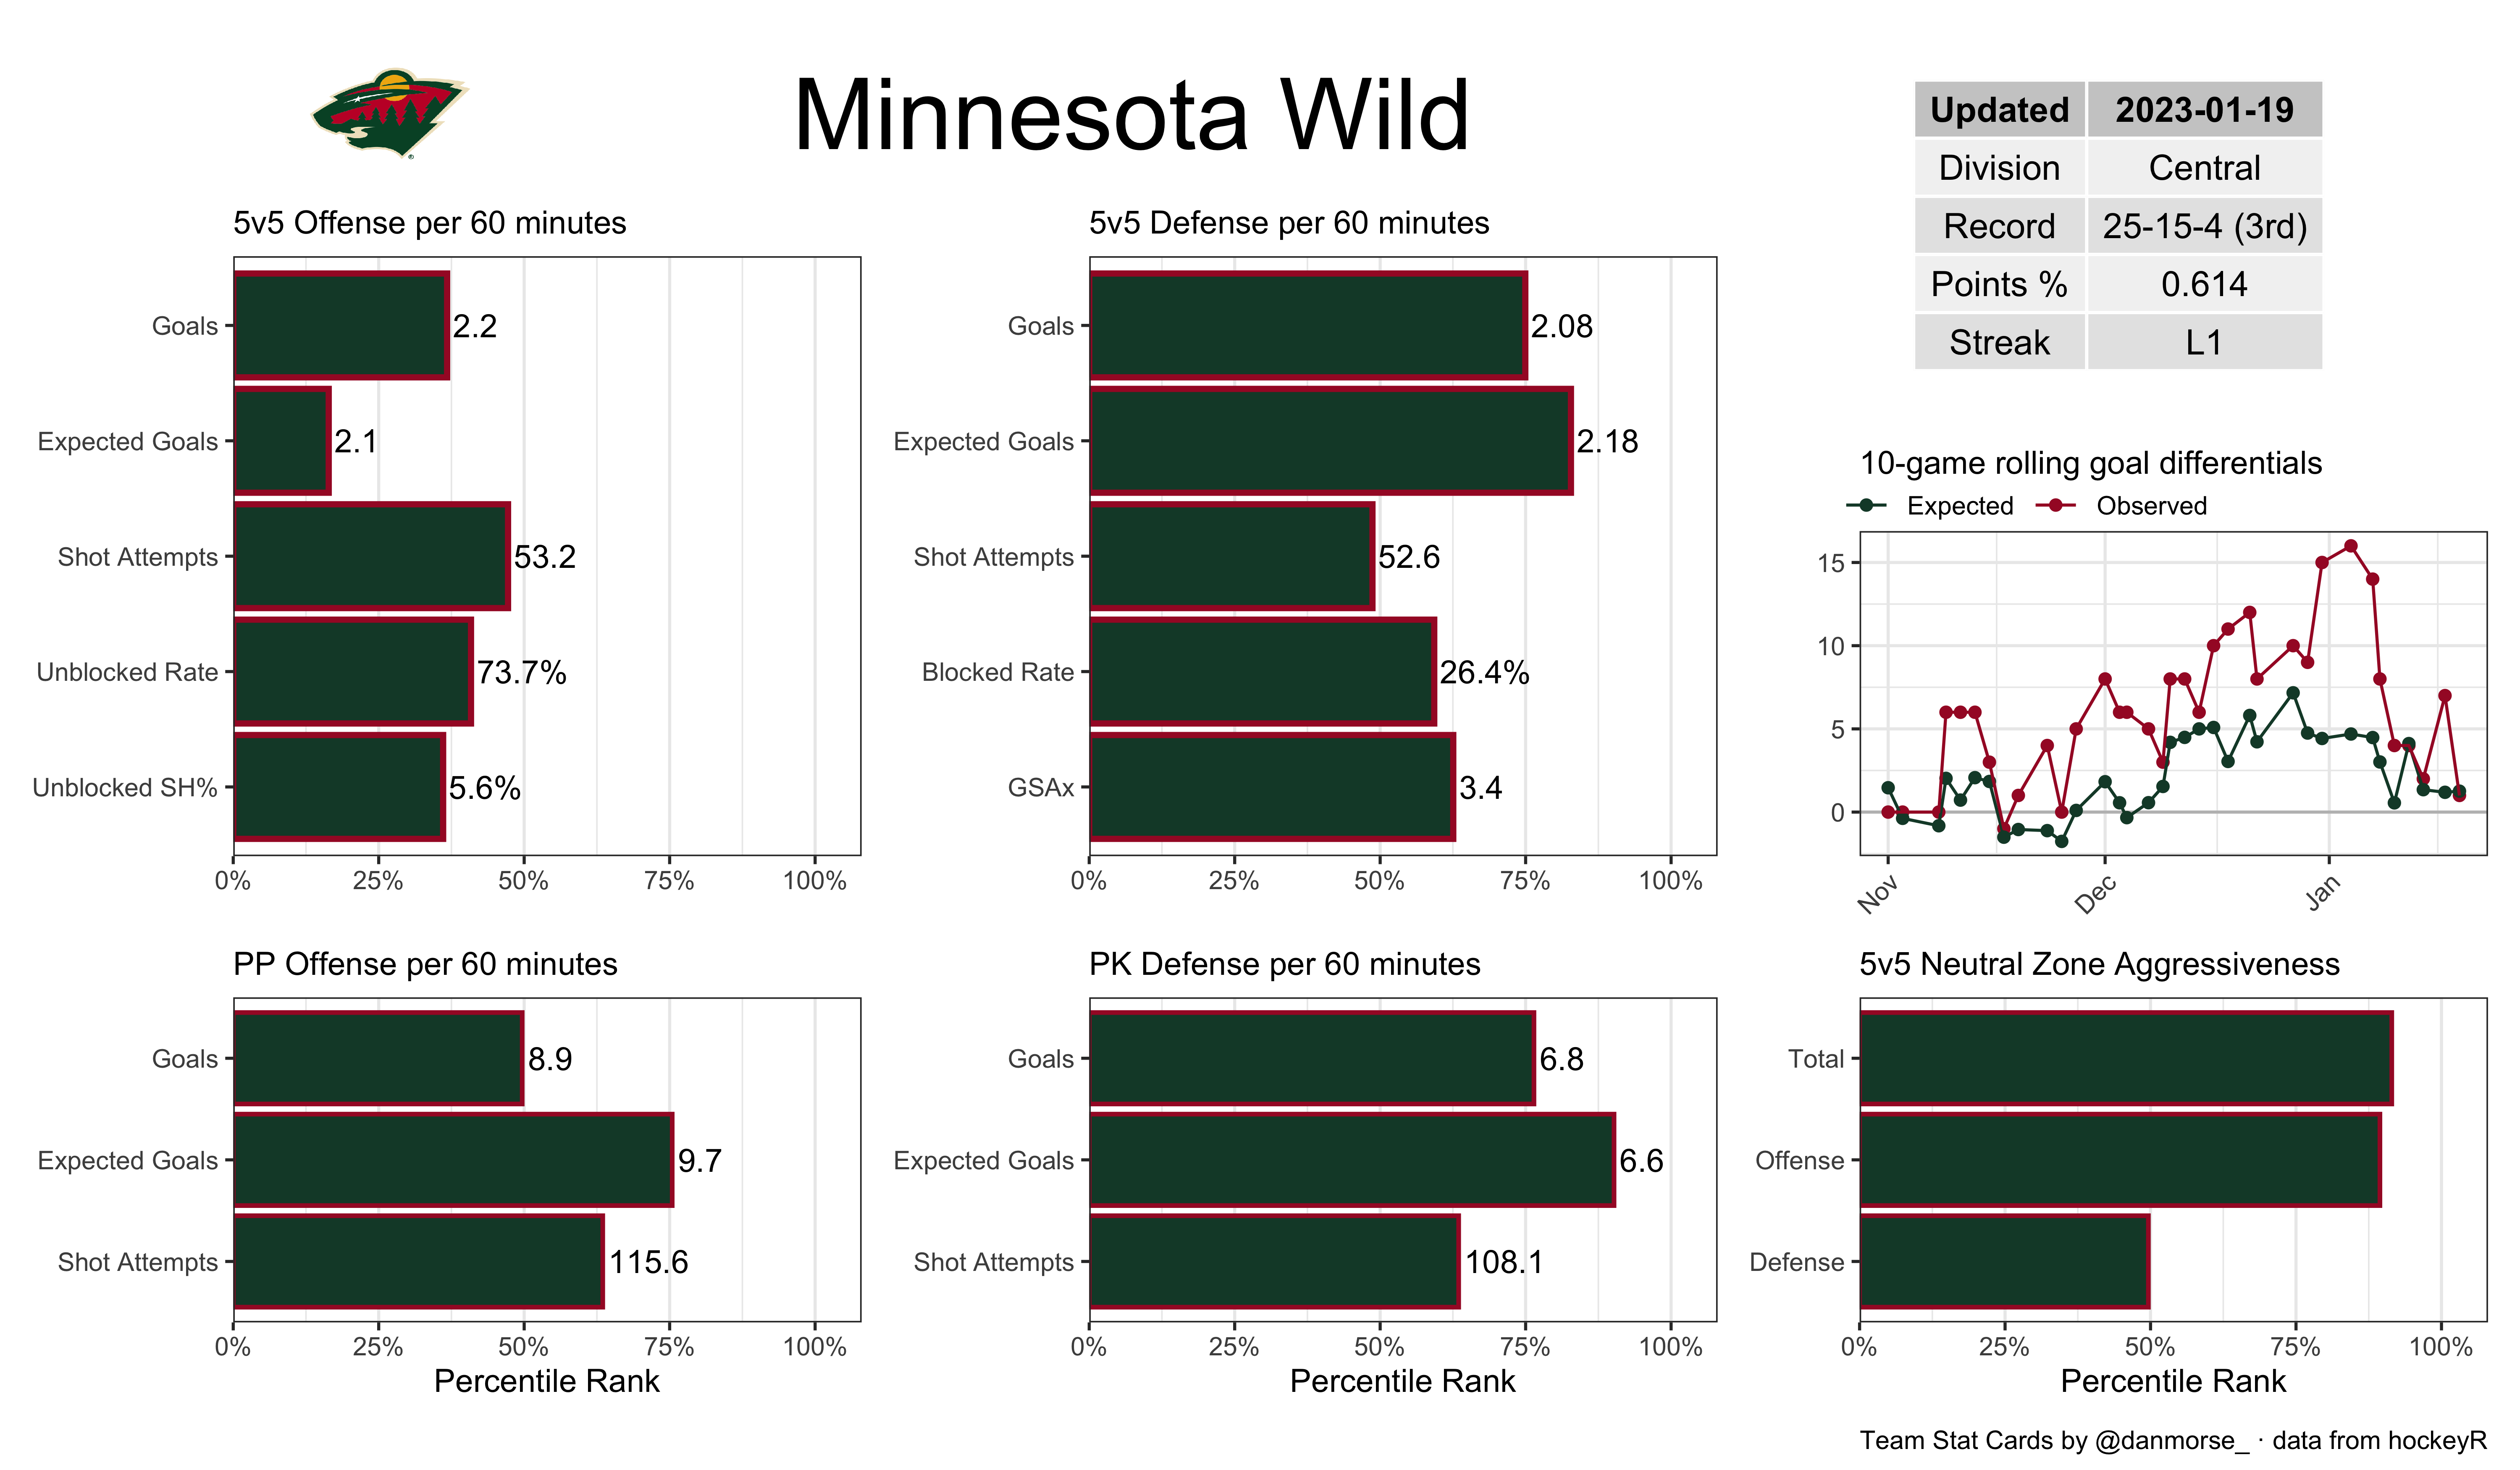 Minnesota Wild
Updated 2023-01-19
Division Central
Record 25-15-4 (3rd)
Points % 0.614
Streak L1
5v5 Offense per 60 minutes
Goals 2.2
Expected Goals 2.1
Shot Attempts 53.2
Unblocked Rate 73.7%
Unblocked SH% 5.6%
0% 25% 50% 75% 100%
5v5 Defense per 60 minutes
Goals 2.08
Expected Goals 2.18
Shot Attempts 52.6
Blocked Rate 26.4%
GSAx 3.4
0% 25% 50% 75% 100%
10-game rolling goal differentials
Expected Observed
15
10
5
0
Nov Dec Jan
PP Offense per 60 minutes
Goals 8.9
Expected Goals 9.7
Shot Attempts 115.6
0% 25% 50% 75% 100%
Percentile Rank
PK Defense per 60 minutes
Goals 6.8
Expected Goals 6.6
Shot Attempts 108.1
0% 25% 50% 75% 100%
Percentile Rank
5v5 Neutral Zone Aggressiveness
Total
Offense
Defense
0% 25% 50% 75% 100%
Percentile Rank
Team Stat Cards by @danmorse_ · data from hockeyR